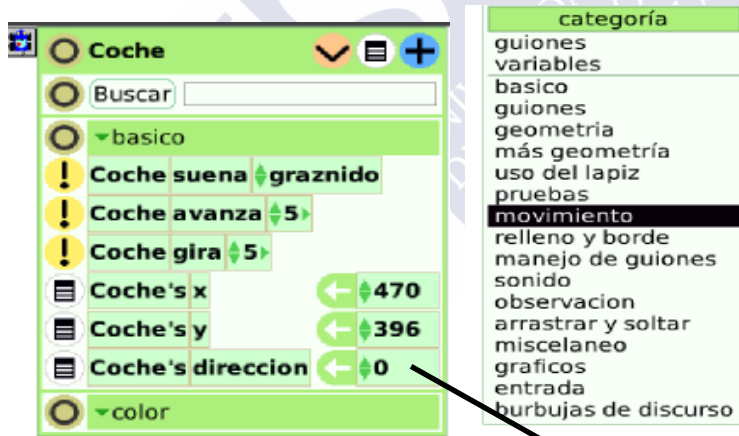 Coche
Buscar
basico
Coche suena graznido
Coche avanza 5
Coche gira 5
Coche's x 470
Coche's y 396
Coche's direccion 0
color
categoría
guiones
variables
basico
guiones
geometria
más geometría
uso del lapiz
pruebas
movimiento
relleno y borde
manejo de guiones
sonido
observacion
arrastrar y soltar
miscelaneo
graficos
entrada
burbujas de discurso